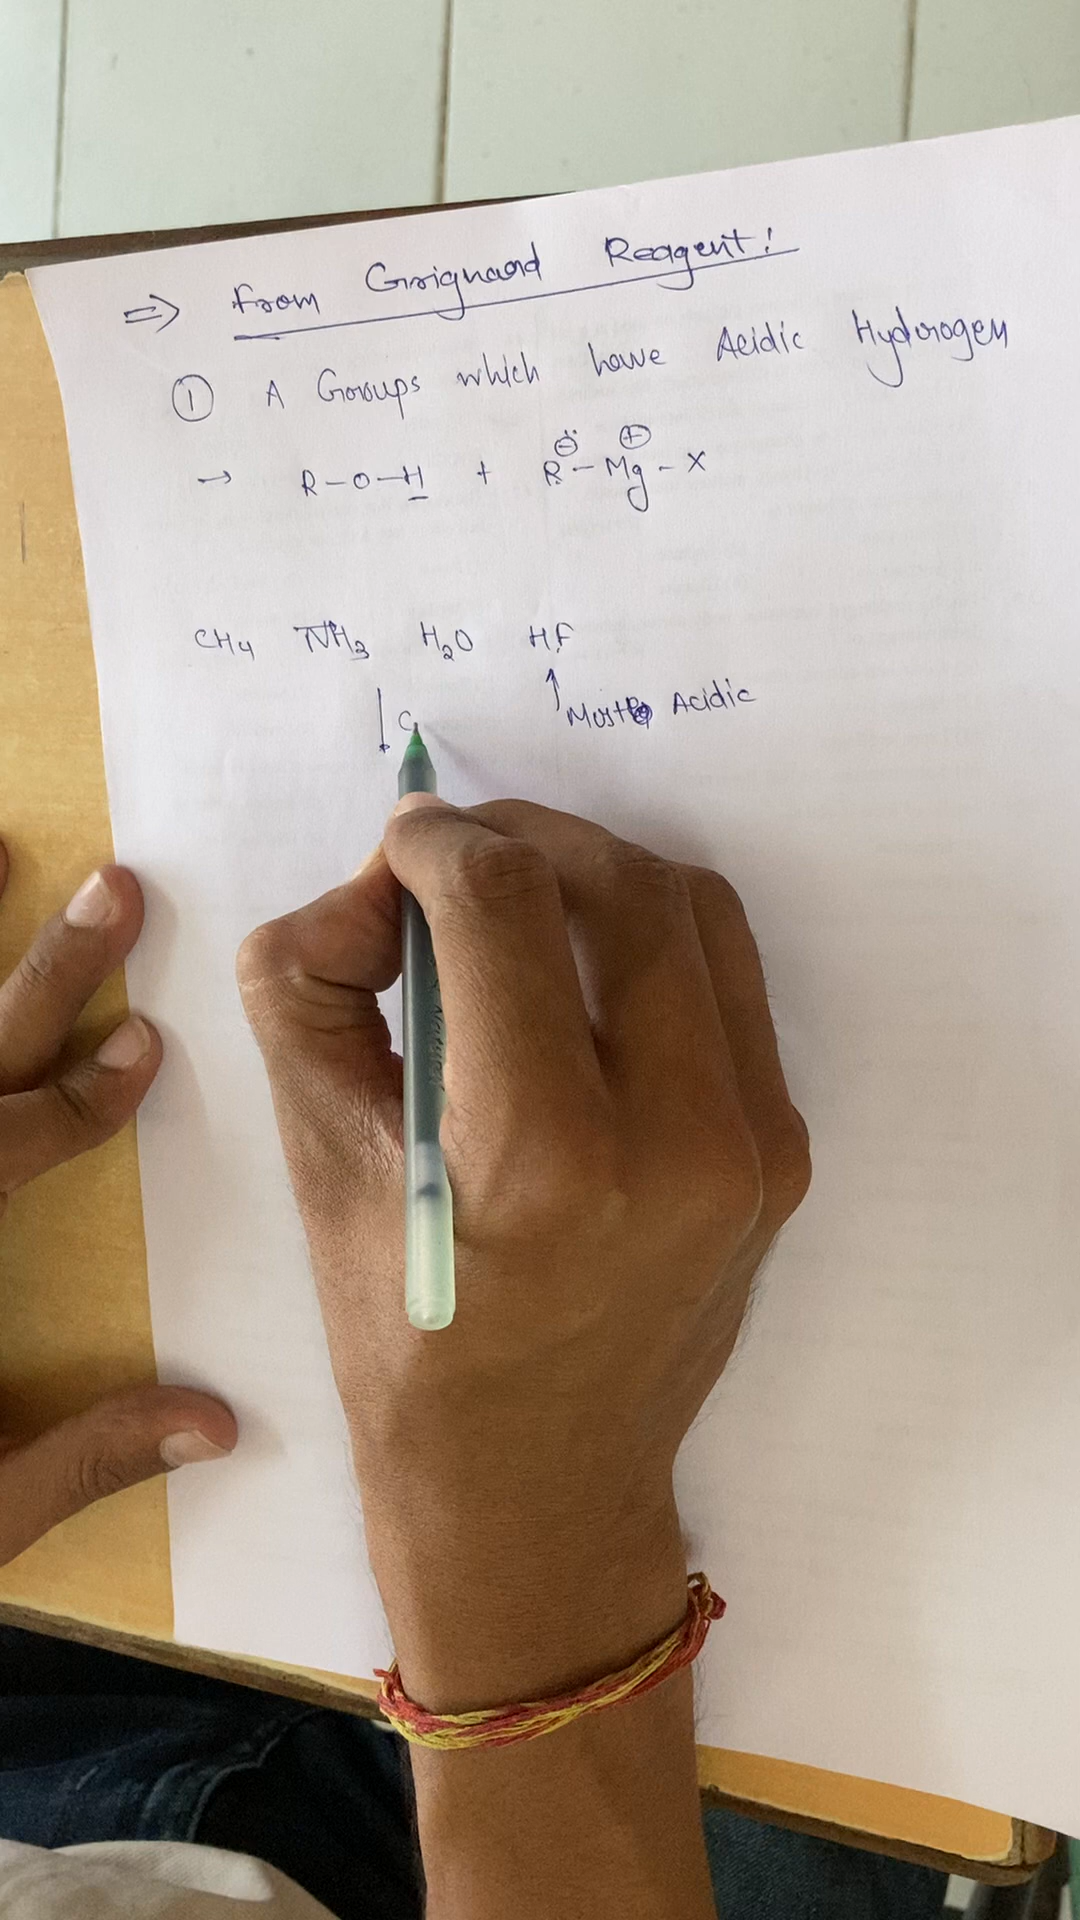 ⇒ From Grignard Reagent:
① A Groups which have Acidic Hydrogen
→ R-O-H + R-Mg-X
⊖ ⊕
CH4 NH3 H2O HF
↑ Most Acidic
↓ C